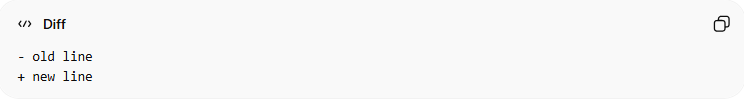 Diff
- old line
+ new line